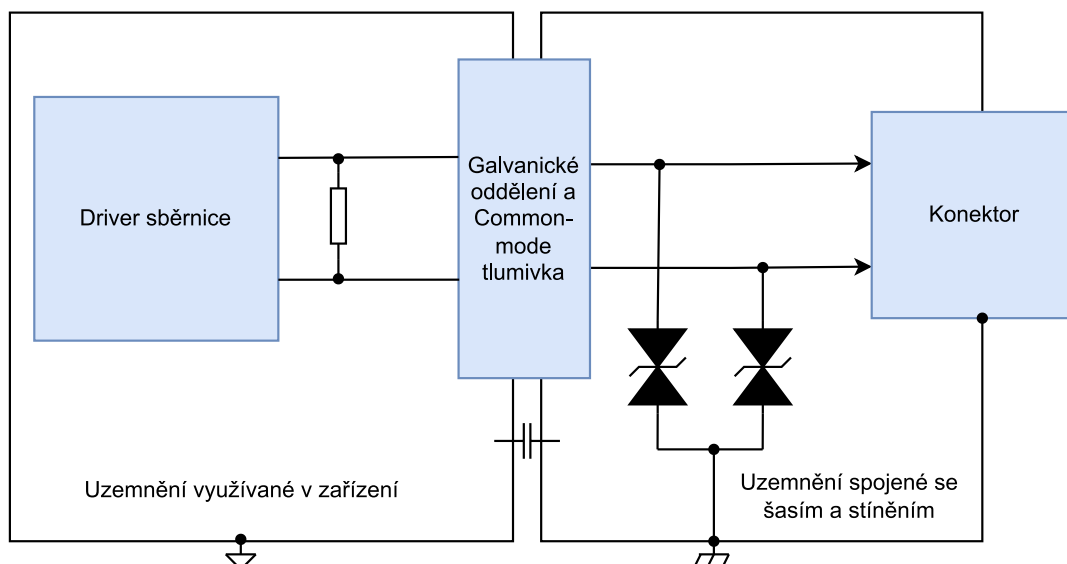 Driver sběrnice
Galvanické
oddělení a
Common-
mode
tlumivka
Konektor
Uzemnění využívané v zařízení
Uzemnění spojené se
šasím a stíněním